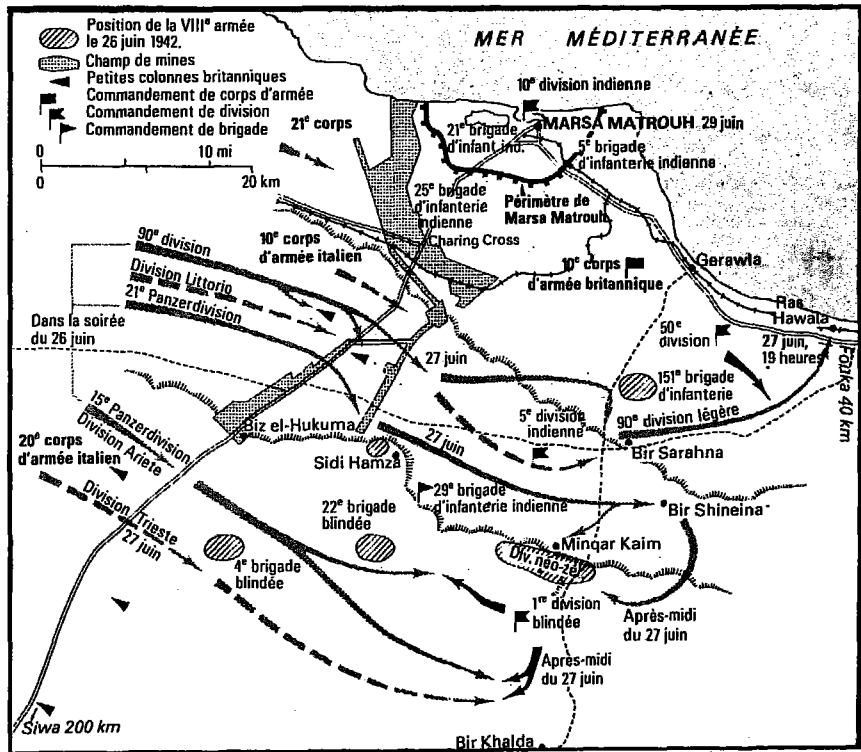 Position de la VIIIe armée
le 26 juin 1942.
Champ de mines
Petites colonnes britanniques
Commandement de corps d'armée
Commandement de division
Commandement de brigade
0 10 mi
0 20 km
MER MÉDITERRANÉE
10e division indienne
MARSA MATROUH 29 juin
21e corps
21e brigade
d'infant. ind.
5e brigade
d'infanterie indienne
25e brigade
d'infanterie
indienne
Périmètre de
Marsa Matrouh
Charing Cross
10e corps
d'armée italien
10e corps
d'armée britannique
Gerawla
Ras
Hawala
90e division
Division Littorio
21e Panzerdivision
Dans la soirée
du 26 juin
27 juin
50e
division
27 juin,
19 heures
Fouka 40 km
151e brigade
d'infanterie
90e division légère
5e division
indienne
Bir Sarahna
15e Panzerdivision
Division Ariete
20e corps
d'armée italien
Biz el-Hukuma
Sidi Hamza
27 juin
29e brigade
d'infanterie indienne
Bir Shineina
22e brigade
blindée
Division Trieste
27 juin
4e brigade
blindée
Minqar Kaim
Div. néo-zél.
1re division
blindée
Après-midi
du 27 juin
Après-midi
du 27 juin
Siwa 200 km
Bir Khalda